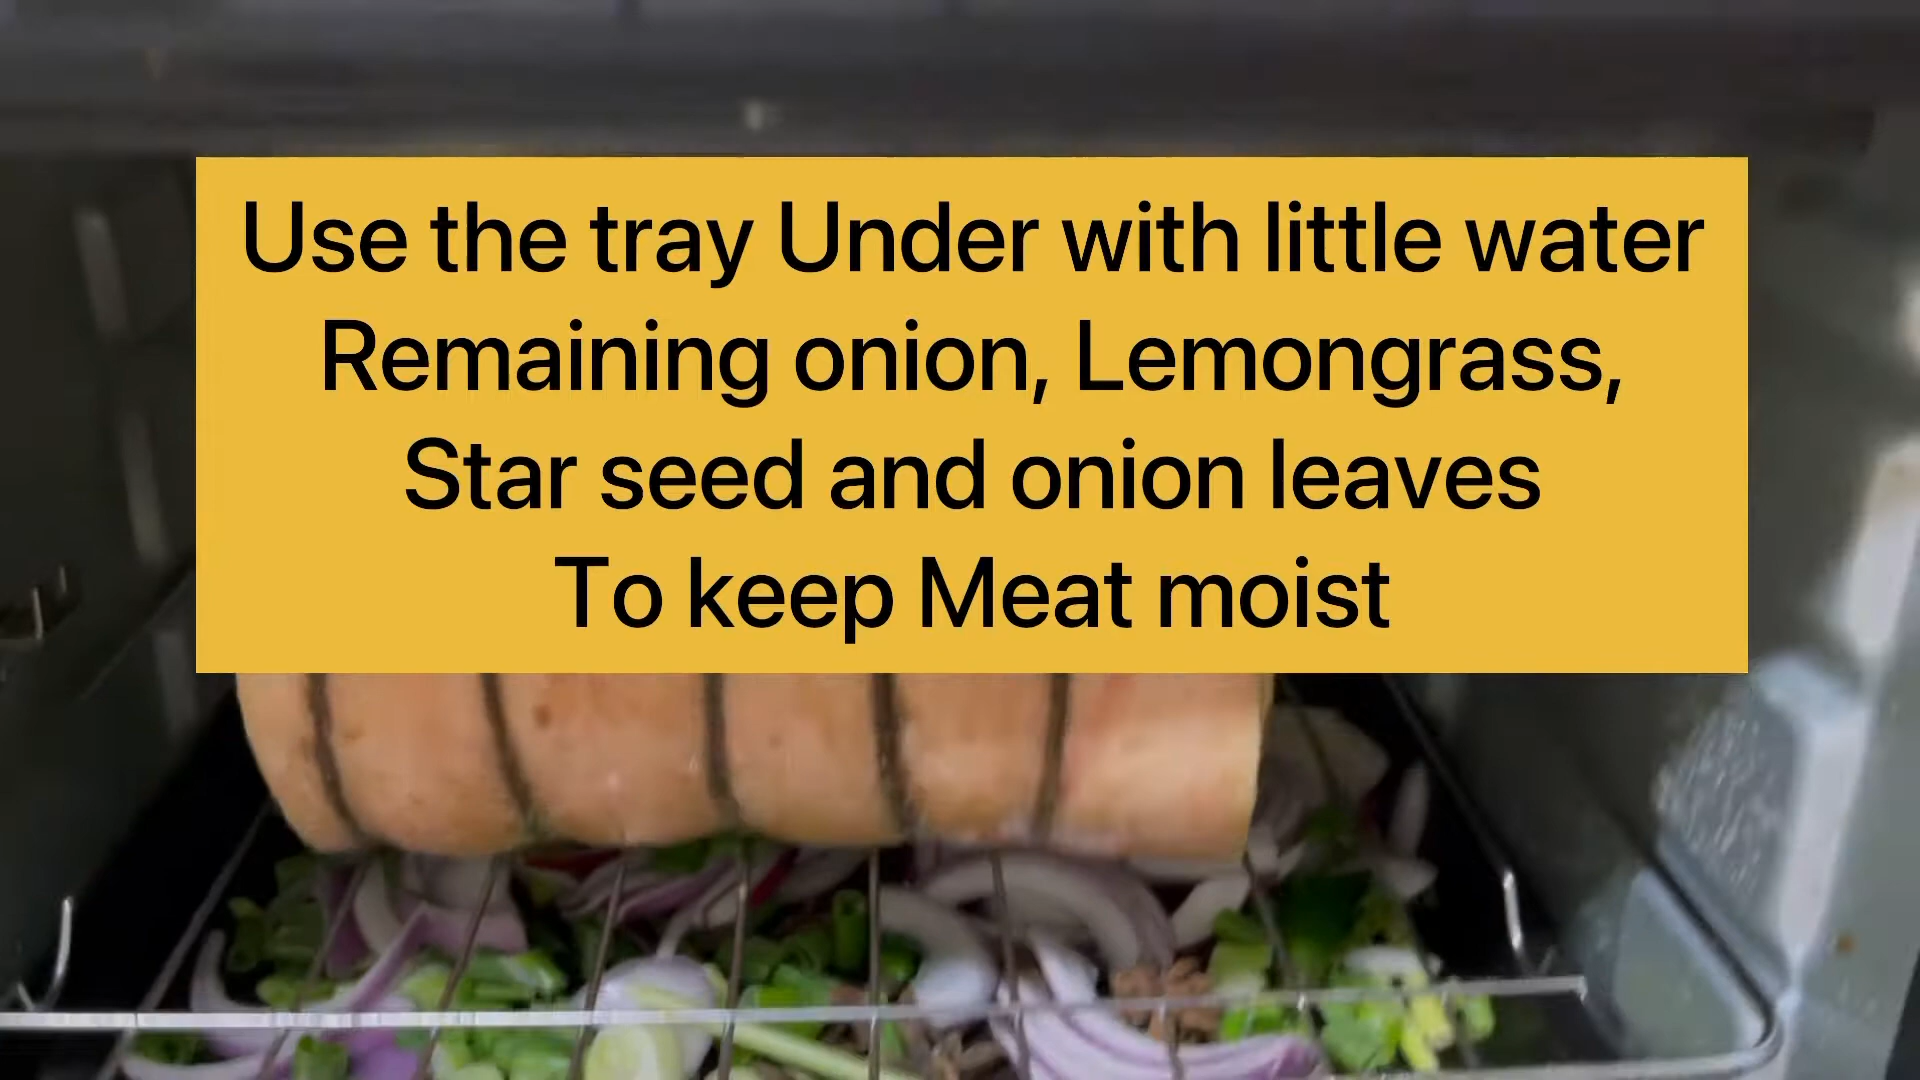 Use the tray Under with little water
Remaining onion, Lemongrass,
Star seed and onion leaves
To keep Meat moist